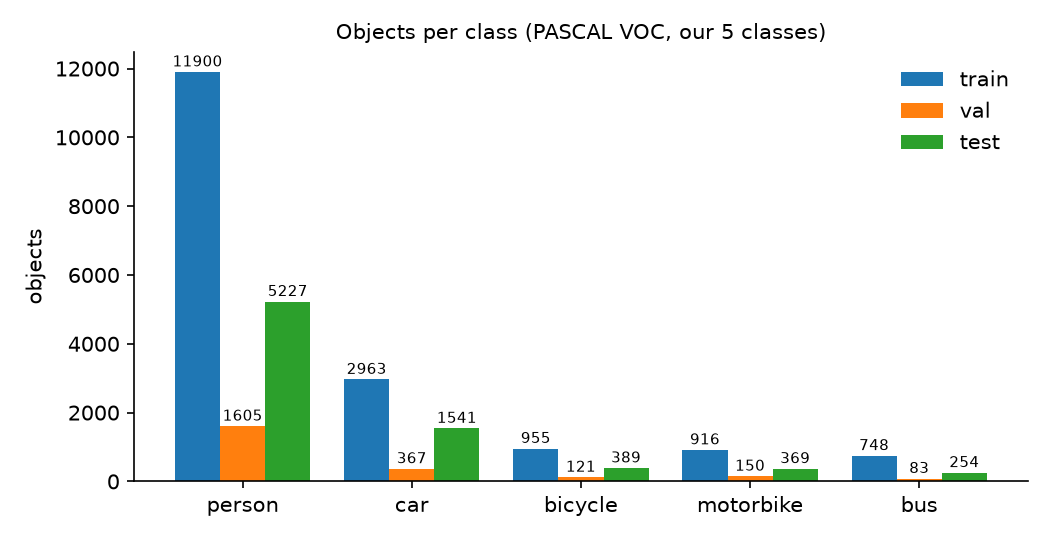 Objects per class (PASCAL VOC, our 5 classes)
train
val
test
objects
12000
10000
8000
6000
4000
2000
0
11900
1605
5227
2963
367
1541
955
121
389
916
150
369
748
83
254
person
car
bicycle
motorbike
bus